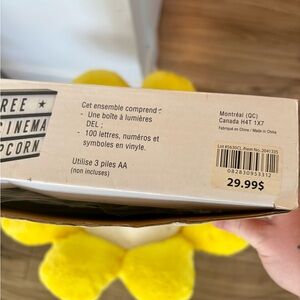 REE ★
CINEMA
PCORN
Cet ensemble comprend :
- Une boîte à lumières
DEL ;
- 100 lettres, numéros et
symboles en vinyle.
Utilise 3 piles AA
(non incluses)
Montréal (QC)
Canada H4T 1X7
Fabriqué en Chine / Made in China
082830953312
29.99$